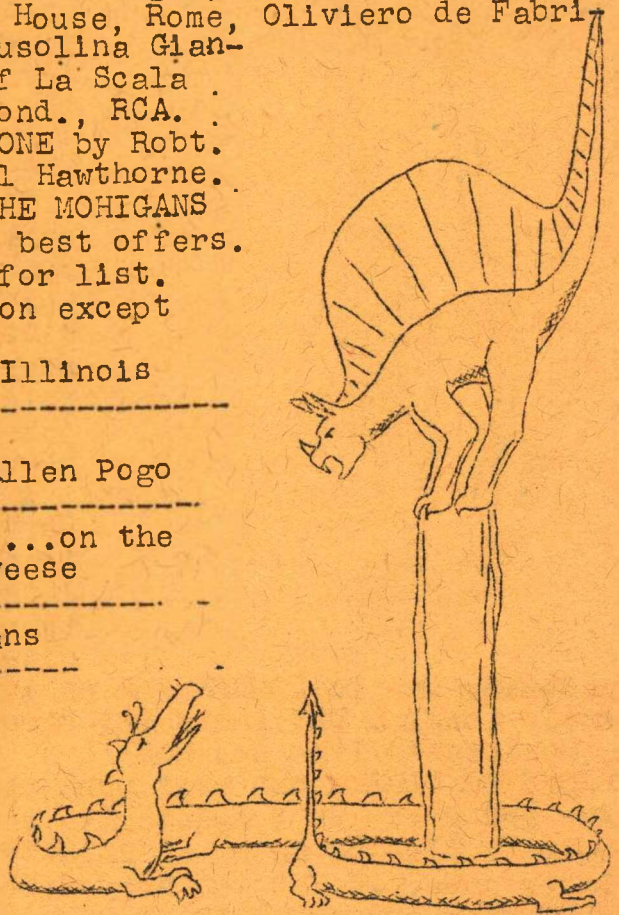 House, Rome, Oliviero de Fabri-
usolina Gian-
f La Scala
ond., RCA.
ONE by Robt.
l Hawthorne.
HE MOHIGANS
best offers.
for list.
on except
Illinois
llen Pogo
...on the
eese
ns